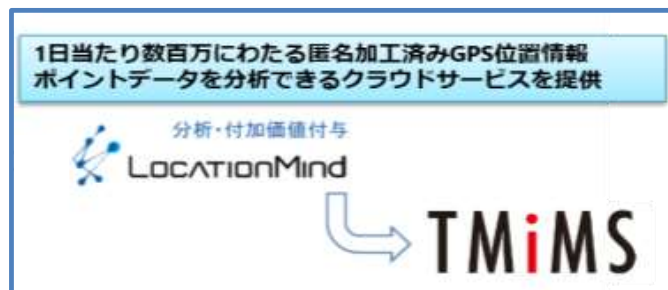 1日当たり数百万にわたる匿名加工済みGPS位置情報
ポイントデータを分析できるクラウドサービスを提供
分析・付加価値付与
LocATIonMInd
TMiMS